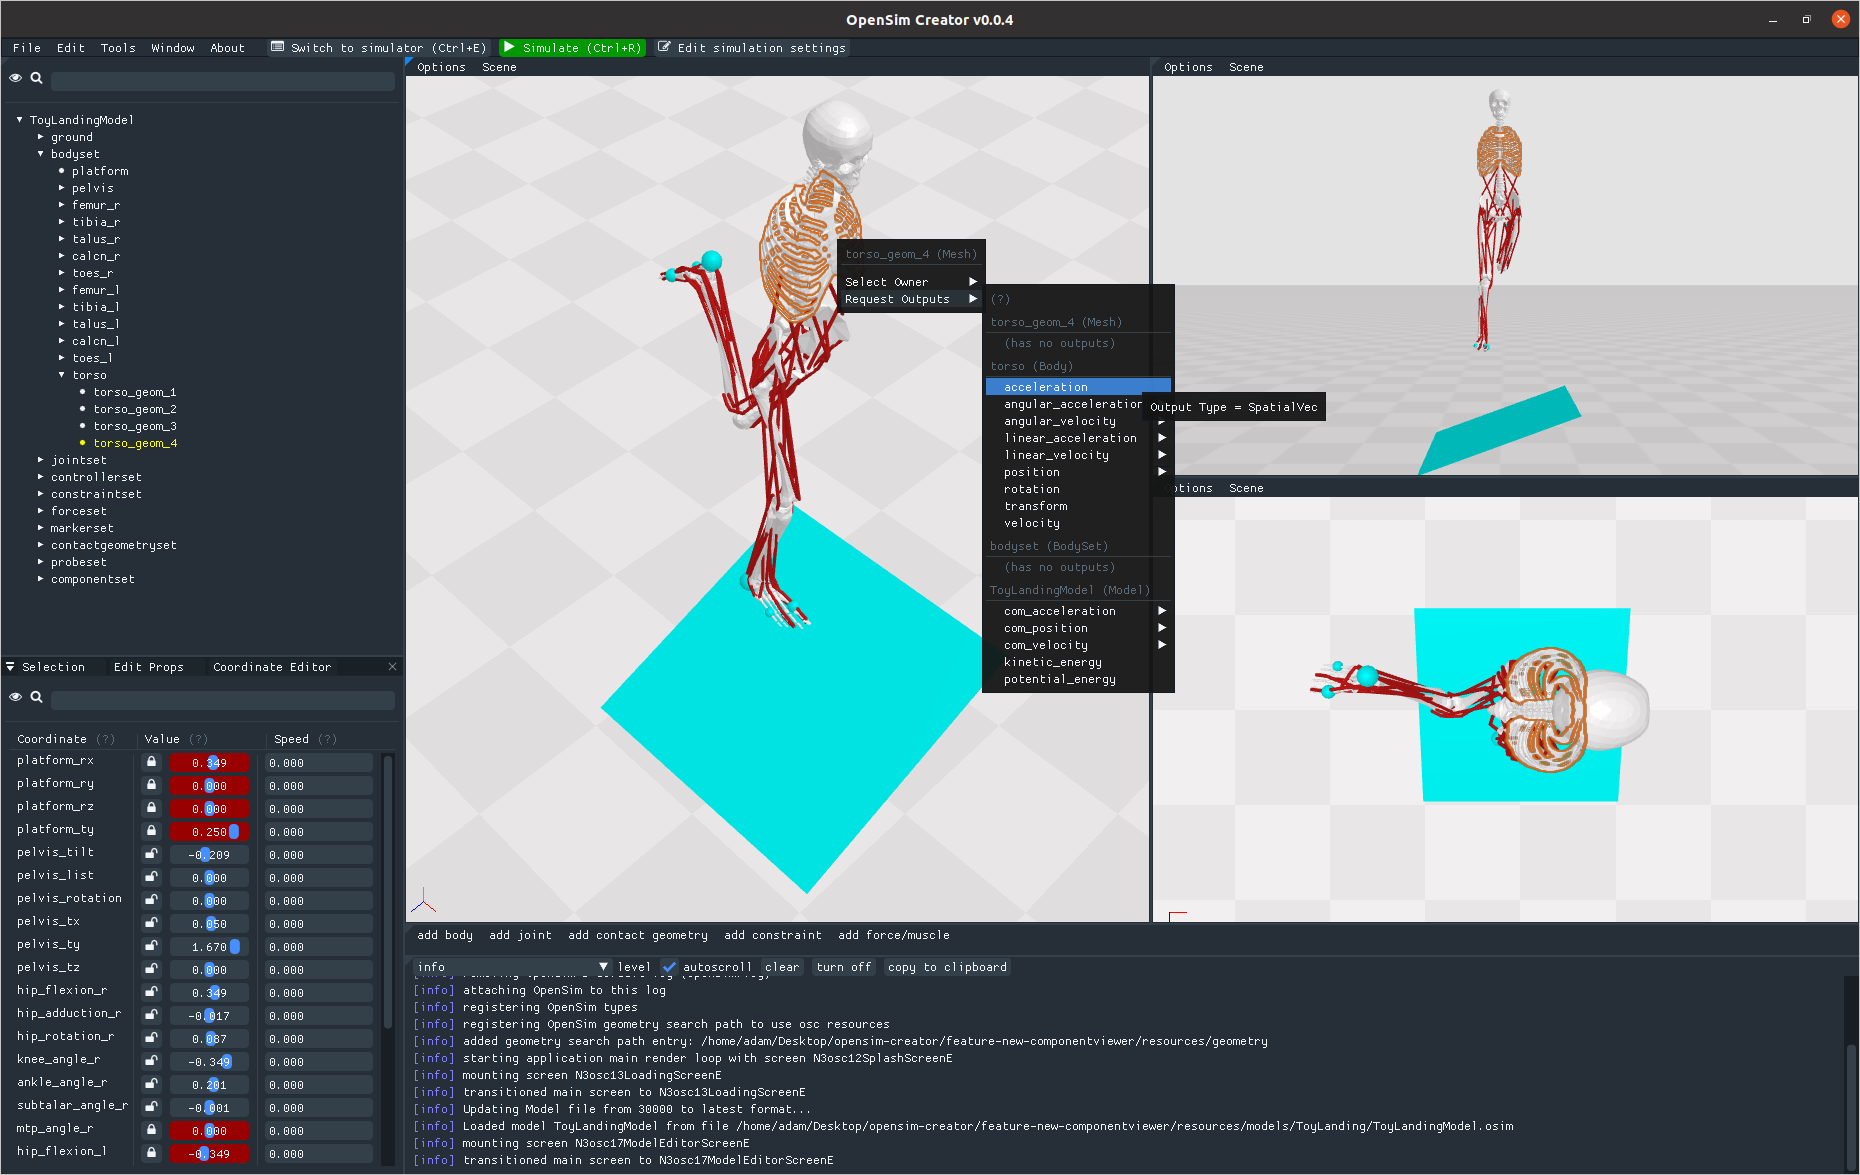 OpenSim Creator v0.0.4
File Edit Tools Window About Switch to simulator (Ctrl+E) Simulate (Ctrl+R) Edit simulation settings
ToyLandingModel
ground
bodyset
platform
pelvis
femur_r
tibia_r
talus_r
calcn_r
toes_r
femur_l
tibia_l
talus_l
calcn_l
toes_l
torso
torso_geom_1
torso_geom_2
torso_geom_3
torso_geom_4
jointset
controllerset
constraintset
forceset
markerset
contactgeometryset
probeset
componentset
Selection Edit Props Coordinate Editor
Coordinate (?) Value (?) Speed (?)
platform_rx 0.349 0.000
platform_ry 0.000 0.000
platform_rz 0.000 0.000
platform_ty 0.250 0.000
pelvis_tilt -0.209 0.000
pelvis_list 0.000 0.000
pelvis_rotation 0.000 0.000
pelvis_tx 0.050 0.000
pelvis_ty 1.670 0.000
pelvis_tz 0.000 0.000
hip_flexion_r 0.349 0.000
hip_adduction_r -0.017 0.000
hip_rotation_r 0.087 0.000
knee_angle_r -0.349 0.000
ankle_angle_r 0.201 0.000
subtalar_angle_r -0.001 0.000
mtp_angle_r 0.000 0.000
hip_flexion_l -0.349 0.000
Options Scene
torso_geom_4 (Mesh)
Select Owner
Request Outputs
(?)
torso_geom_4 (Mesh)
(has no outputs)
torso (Body)
acceleration
angular_acceleration
angular_velocity
linear_acceleration
linear_velocity
position
rotation
transform
velocity
bodyset (BodySet)
(has no outputs)
ToyLandingModel (Model)
com_acceleration
com_position
com_velocity
kinetic_energy
potential_energy
Output Type = SpatialVec
Options Scene
Scene
add body add joint add contact geometry add constraint add force/muscle
info level autoscroll clear turn off copy to clipboard
[info] attaching OpenSim to this log
[info] registering OpenSim types
[info] registering OpenSim geometry search path to use osc resources
[info] added geometry search path entry: /home/adam/Desktop/opensim-creator/feature-new-componentviewer/resources/geometry
[info] starting application main render loop with screen N3osc12SplashScreenE
[info] mounting screen N3osc13LoadingScreenE
[info] transitioned main screen to N3osc13LoadingScreenE
[info] Updating Model file from 30000 to latest format...
[info] Loaded model ToyLandingModel from file /home/adam/Desktop/opensim-creator/feature-new-componentviewer/resources/models/ToyLanding/ToyLandingModel.osim
[info] mounting screen N3osc17ModelEditorScreenE
[info] transitioned main screen to N3osc17ModelEditorScreenE